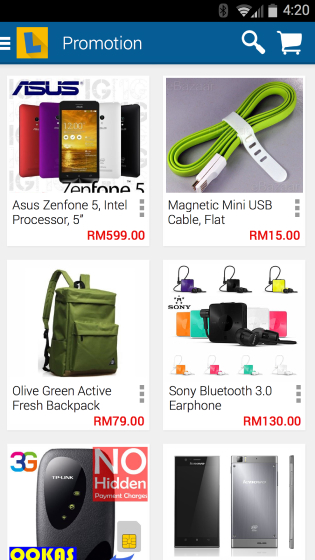 4:20
Promotion
ASUS
Zenfone 5
Asus Zenfone 5, Intel
Processor, 5"
RM599.00
Magnetic Mini USB
Cable, Flat
RM15.00
Olive Green Active
Fresh Backpack
RM79.00
SONY
Sony Bluetooth 3.0
Earphone
RM130.00
3G
TP-LINK
NO
Hidden
Payment Charges
OOKAS
lenovo